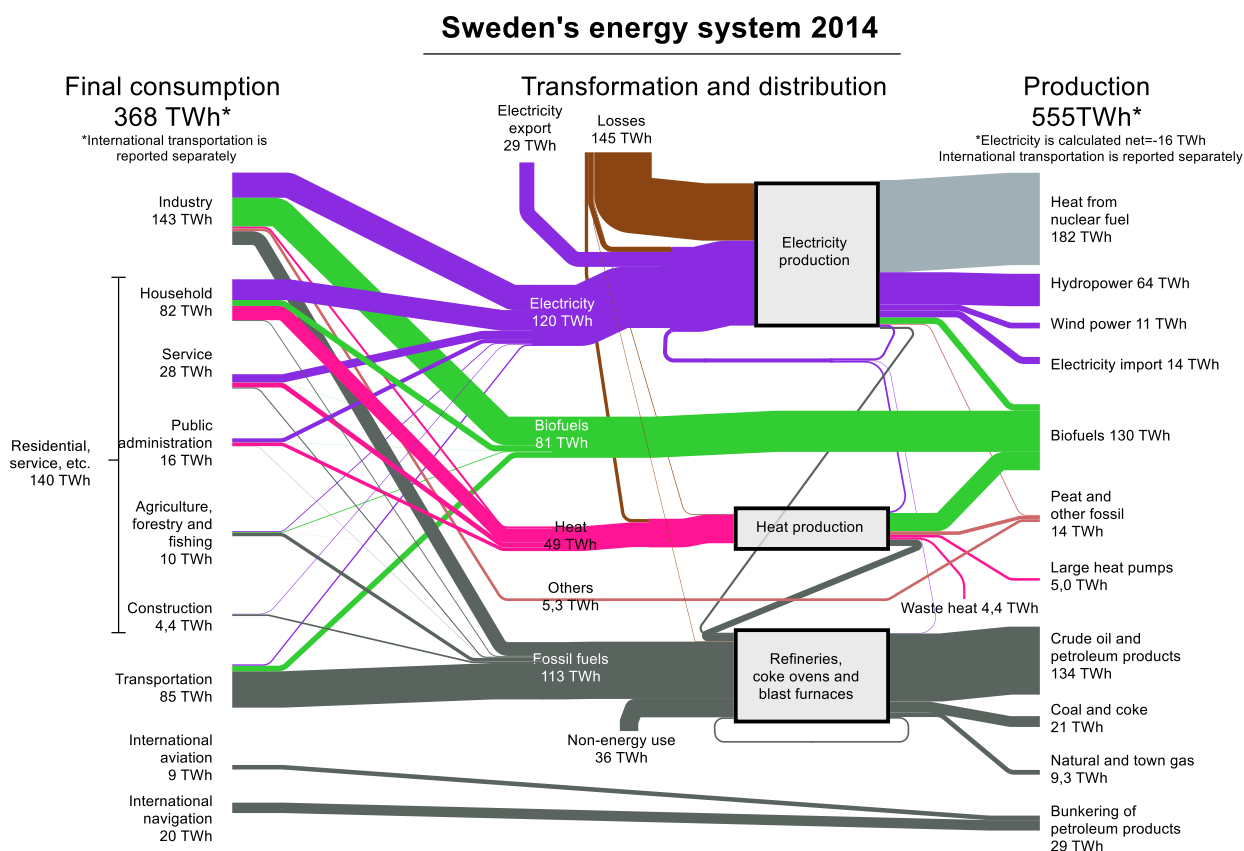 Sweden's energy system 2014
Final consumption
368 TWh*
*International transportation is
reported separately
Transformation and distribution
Production
555TWh*
*Electricity is calculated net=-16 TWh
International transportation is reported separately
Electricity
export
29 TWh
Losses
145 TWh
Industry
143 TWh
Household
82 TWh
Service
28 TWh
Public
administration
16 TWh
Residential,
service, etc.
140 TWh
Agriculture,
forestry and
fishing
10 TWh
Construction
4,4 TWh
Transportation
85 TWh
International
aviation
9 TWh
International
navigation
20 TWh
Electricity
120 TWh
Biofuels
81 TWh
Heat
49 TWh
Others
5,3 TWh
Fossil fuels
113 TWh
Non-energy use
36 TWh
Electricity
production
Heat production
Refineries,
coke ovens and
blast furnaces
Heat from
nuclear fuel
182 TWh
Hydropower 64 TWh
Wind power 11 TWh
Electricity import 14 TWh
Biofuels 130 TWh
Peat and
other fossil
14 TWh
Large heat pumps
5,0 TWh
Waste heat 4,4 TWh
Crude oil and
petroleum products
134 TWh
Coal and coke
21 TWh
Natural and town gas
9,3 TWh
Bunkering of
petroleum products
29 TWh